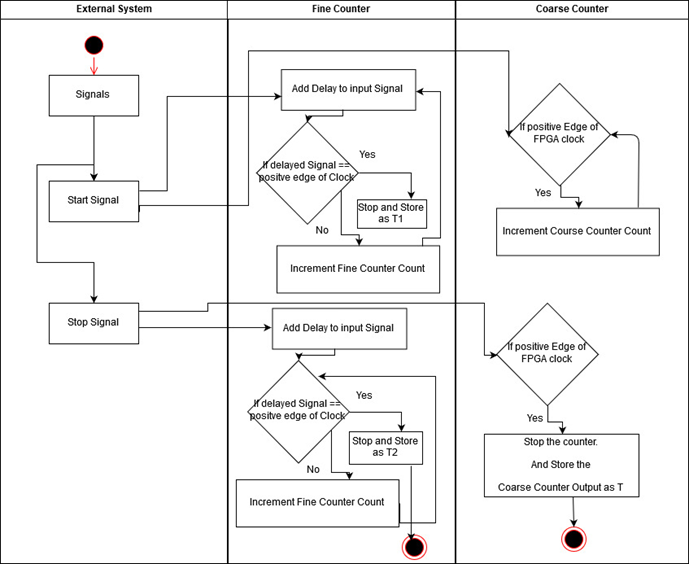 External System
Fine Counter
Coarse Counter
Signals
Start Signal
Stop Signal
Add Delay to input Signal
If delayed Signal ==
positve edge of Clock
Yes
Stop and Store
as T1
No
Increment Fine Counter Count
Add Delay to input Signal
If delayed Signal ==
positve edge of Clock
Yes
Stop and Store
as T2
No
Increment Fine Counter Count
If positive Edge of
FPGA clock
Yes
Increment Course Counter Count
If positive Edge of
FPGA clock
Yes
Stop the counter.
And Store the
Coarse Counter Output as T